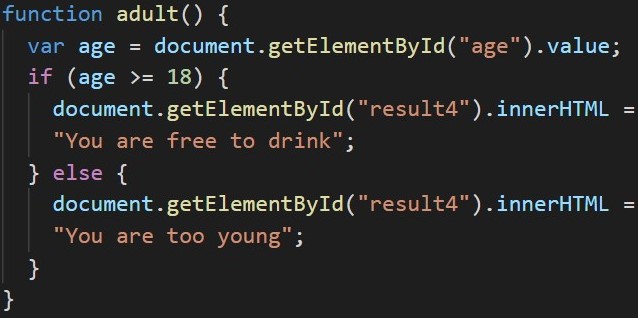 function adult() {
  var age = document.getElementById("age").value;
  if (age >= 18) {
    document.getElementById("result4").innerHTML =
    "You are free to drink";
  } else {
    document.getElementById("result4").innerHTML =
    "You are too young";
  }
}